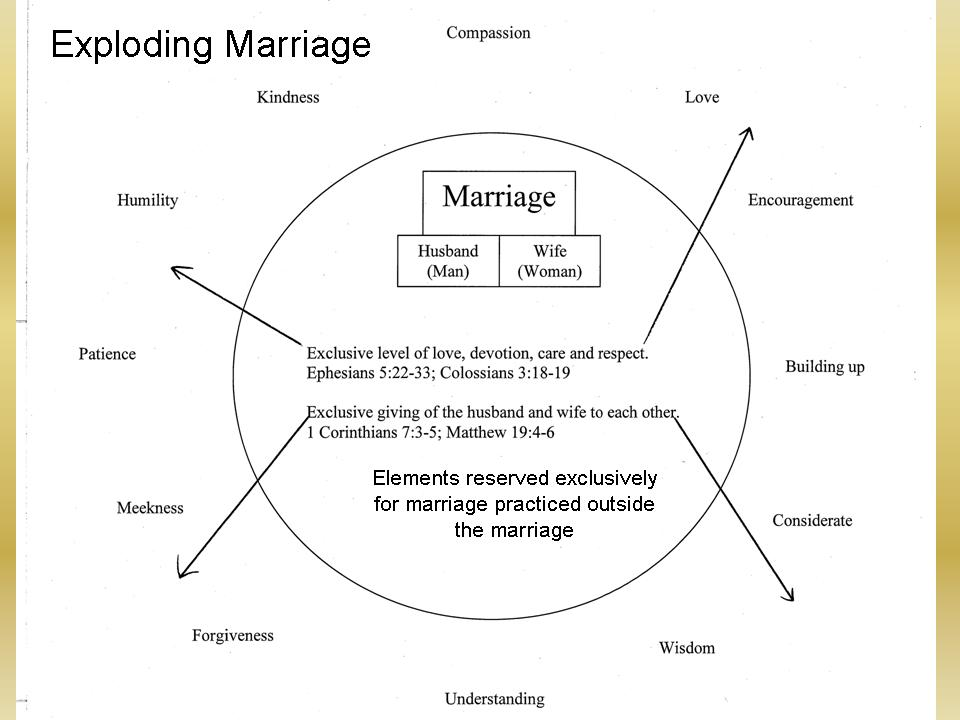 Exploding Marriage
Compassion
Kindness
Love
Humility
Encouragement
Marriage
Husband
(Man)
Wife
(Woman)
Patience
Building up
Exclusive level of love, devotion, care and respect.
Ephesians 5:22-33; Colossians 3:18-19
Exclusive giving of the husband and wife to each other.
1 Corinthians 7:3-5; Matthew 19:4-6
Elements reserved exclusively
for marriage practiced outside
the marriage
Meekness
Considerate
Forgiveness
Wisdom
Understanding